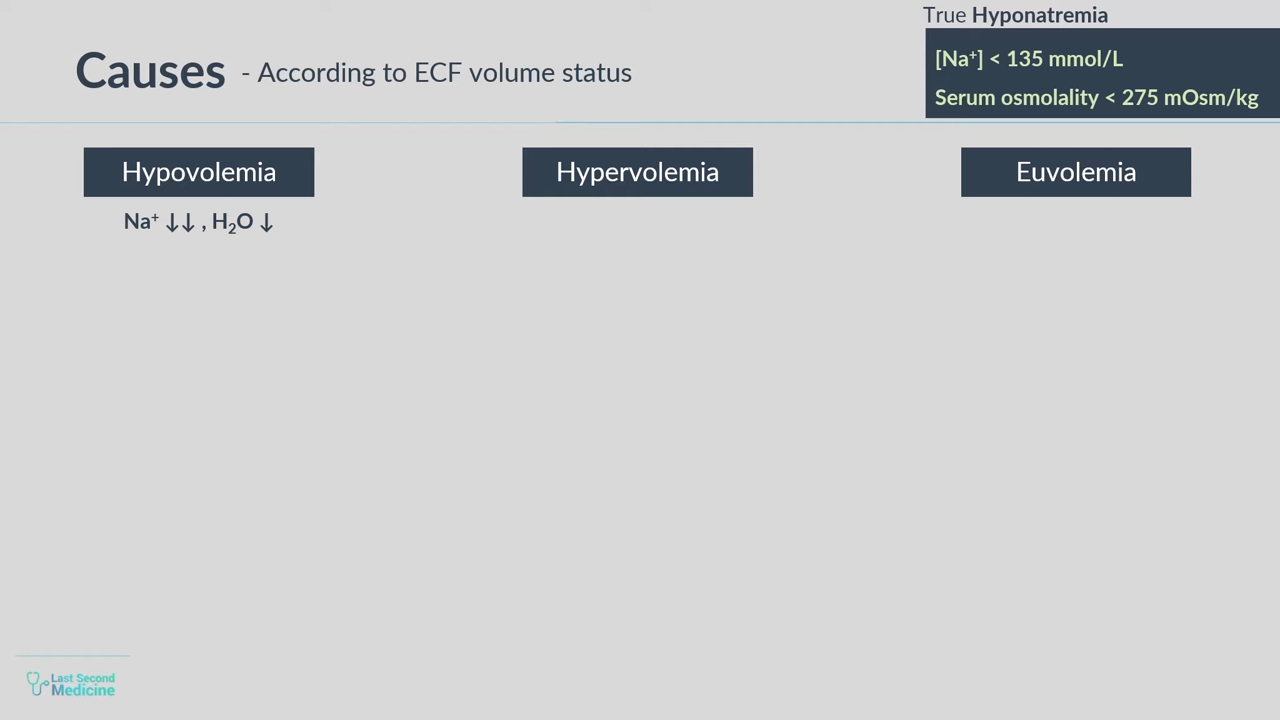 True Hyponatremia
Causes - According to ECF volume status
[Na⁺] < 135 mmol/L
Serum osmolality < 275 mOsm/kg
Hypovolemia
Hypervolemia
Euvolemia
Na⁺ ↓↓ , H₂O ↓
Last Second
Medicine